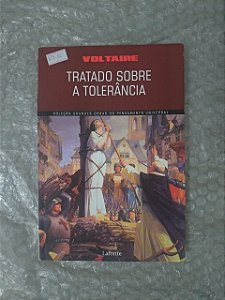 VOLTAIRE
TRATADO SOBRE
A TOLERÂNCIA
COLEÇÃO GRANDES OBRAS DO PENSAMENTO UNIVERSAL
Lafonte